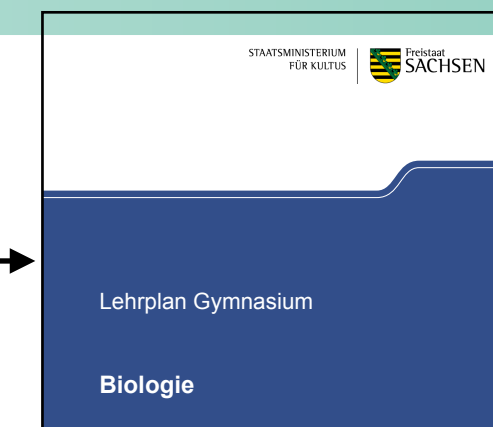 STAATSMINISTERIUM
FÜR KULTUS
Freistaat
SACHSEN
Lehrplan Gymnasium
Biologie